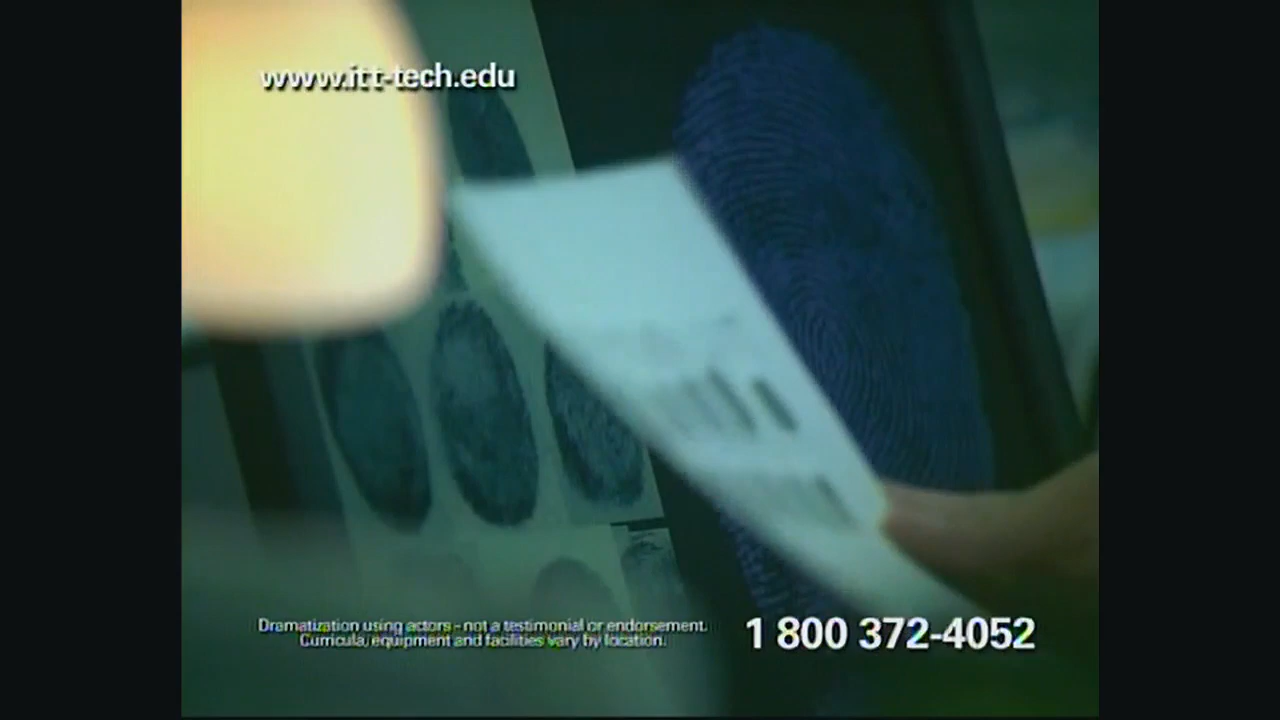 www.itt-tech.edu
Dramatization using actors - not a testimonial or endorsement.
Curricula, equipment and facilities vary by location.
1 800 372-4052